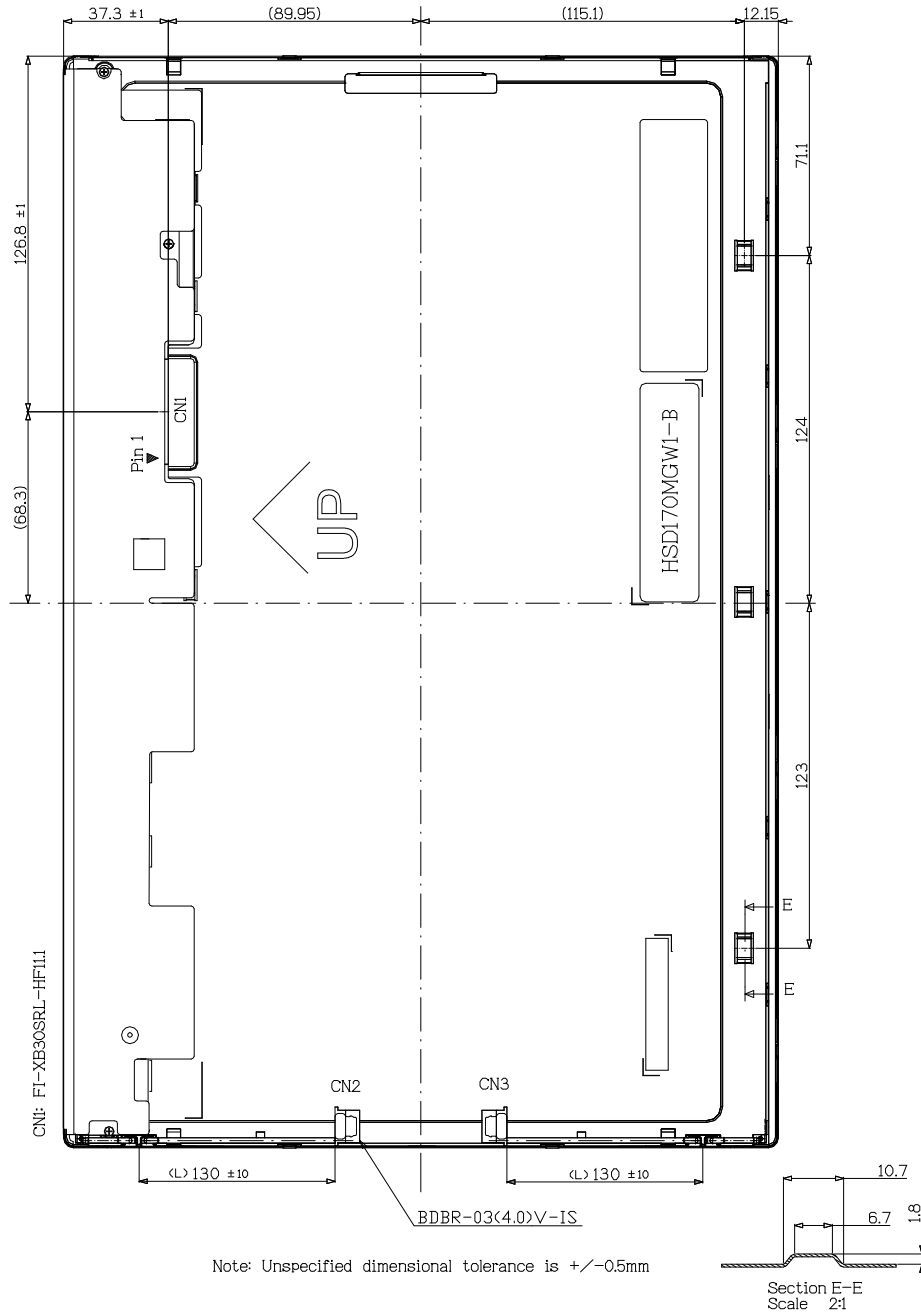 37.3 ±1
(89.95)
(115.1)
12.15
71.1
126.8 ±1
CN1
Pin 1
124
(68.3)
UP
HSD170MGW1-B
123
E
E
CN1: FI-XB30SRL-HF11.1
CN2
CN3
(L) 130 ±10
(L) 130 ±10
10.7
BDBR-03(4.0)V-IS
6.7
1.8
Note: Unspecified dimensional tolerance is +/-0.5mm
Section E-E
Scale 2:1